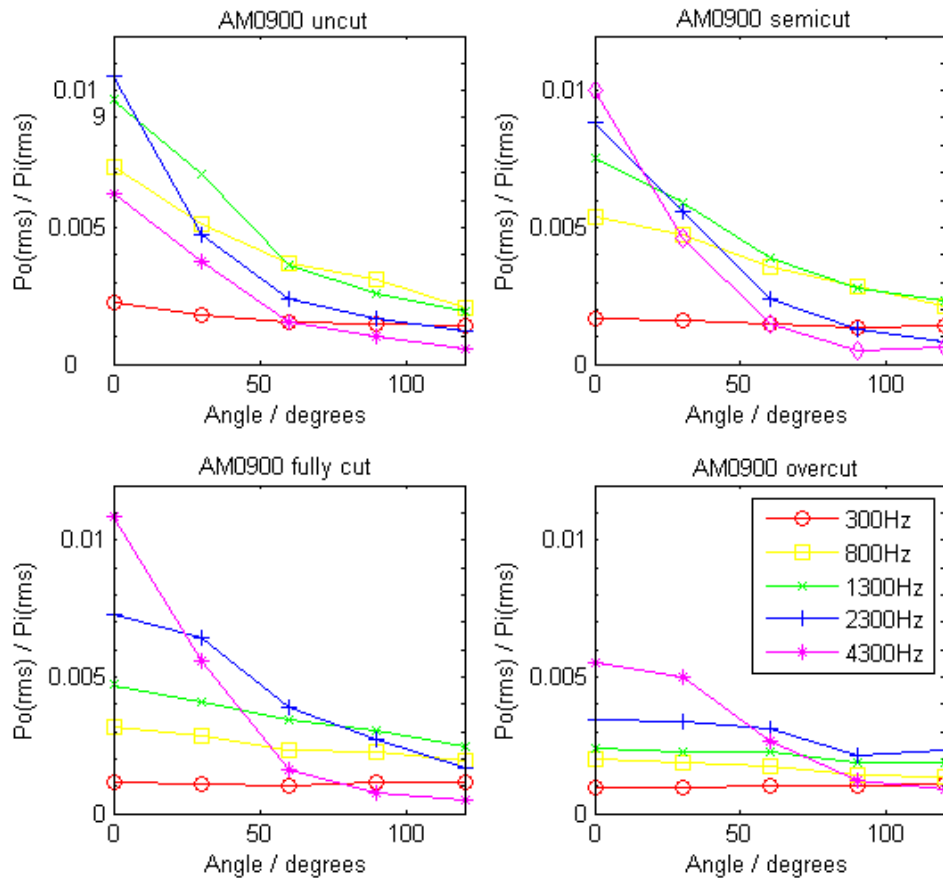 AM0900 uncut
Po(rms) / Pi(rms)
0.01
9
0.005
0
0
50
100
Angle / degrees
AM0900 semicut
Po(rms) / Pi(rms)
0.01
0.005
0
0
50
100
Angle / degrees
AM0900 fully cut
Po(rms) / Pi(rms)
0.01
0.005
0
0
50
100
Angle / degrees
AM0900 overcut
Po(rms) / Pi(rms)
0.01
0.005
0
0
50
100
Angle / degrees
300Hz
800Hz
1300Hz
2300Hz
4300Hz